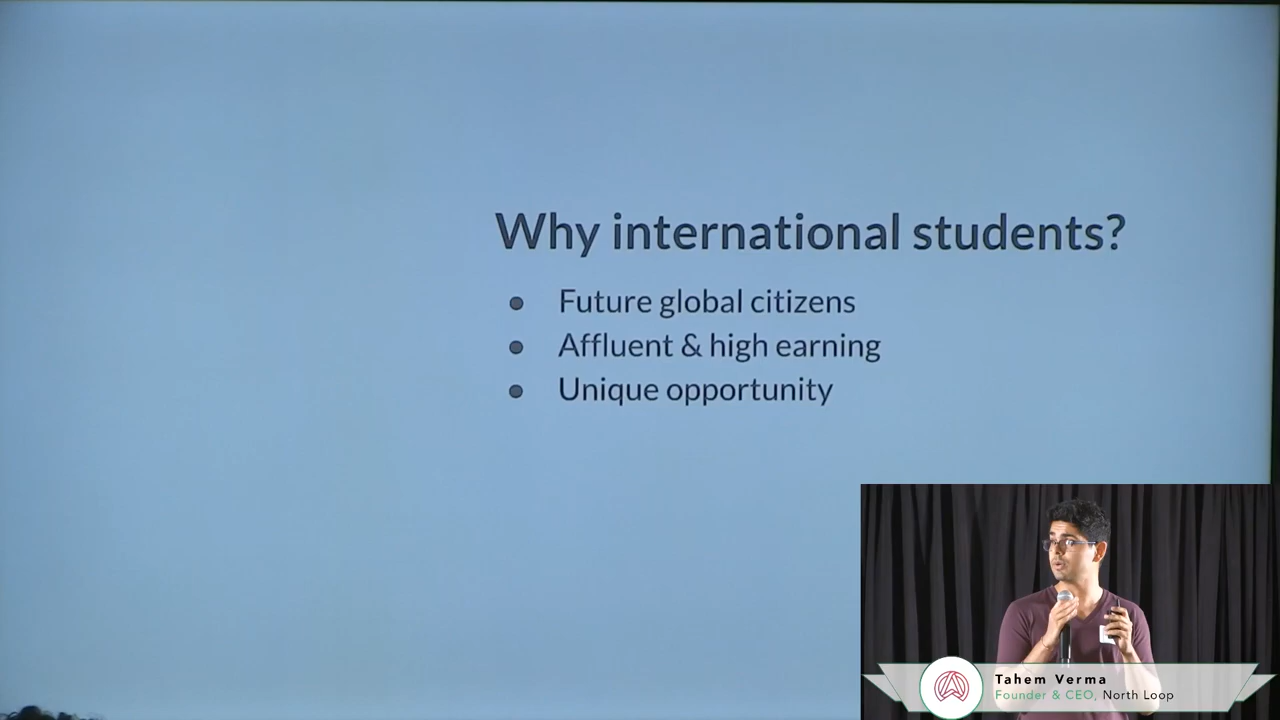 Why international students?
● Future global citizens
● Affluent & high earning
● Unique opportunity
Tahem Verma
Founder & CEO, North Loop